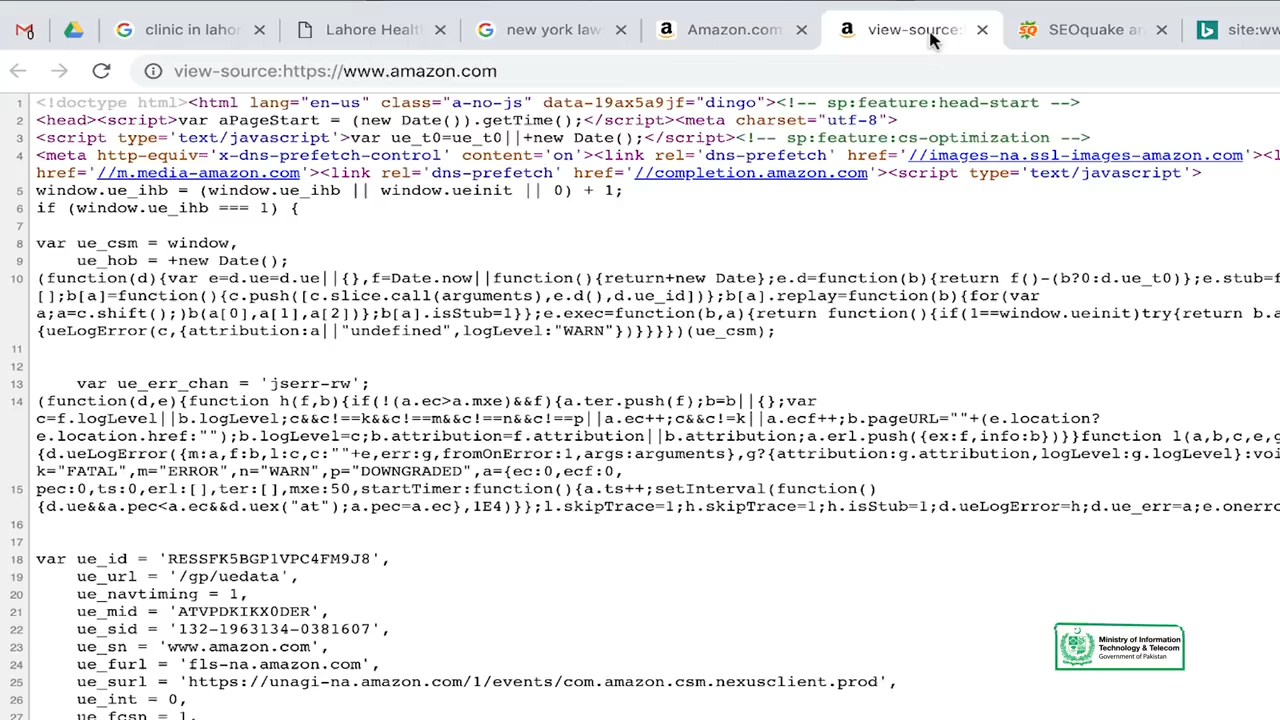 clinic in lahor
Lahore Healt
new york law
Amazon.com
view-source:
SEOquake an
site:ww
view-source:https://www.amazon.com
1 <!doctype html><html lang="en-us" class="a-no-js" data-19ax5a9jf="dingo"><!-- sp:feature:head-start -->
2 <head><script>var aPageStart = (new Date()).getTime();</script><meta charset="utf-8">
3 <script type='text/javascript'>var ue_t0=ue_t0||+new Date();</script><!-- sp:feature:cs-optimization -->
4 <meta http-equiv='x-dns-prefetch-control' content='on'><link rel='dns-prefetch' href='//images-na.ssl-images-amazon.com'><l
href='//m.media-amazon.com'><link rel='dns-prefetch' href='//completion.amazon.com'><script type='text/javascript'>
5 window.ue_ihb = (window.ue_ihb || window.ueinit || 0) + 1;
6 if (window.ue_ihb === 1) {
7
8 var ue_csm = window,
9 ue_hob = +new Date();
10 (function(d){var e=d.ue=d.ue||{},f=Date.now||function(){return+new Date};e.d=function(b){return f()-(b?0:d.ue_t0)};e.stub=f
[];b[a]=function(){c.push([c.slice.call(arguments),e.d(),d.ue_id])};b[a].replay=function(b){for(var
a;a=c.shift();)b(a[0],a[1],a[2])};b[a].isStub=1}};e.exec=function(b,a){return function(){if(1==window.ueinit)try{return b.a
{ueLogError(c,{attribution:a||"undefined",logLevel:"WARN"})}}}})(ue_csm);
11
12
13 var ue_err_chan = 'jserr-rw';
14 (function(d,e){function h(f,b){if(!(a.ec>a.mxe)&&f){a.ter.push(f);b=b||{};var
c=f.logLevel||b.logLevel;c&&c!==k&&c!==m&&c!==n&&c!==p||a.ec++;c&&c!=k||a.ecf++;b.pageURL=""+(e.location?
e.location.href:"");b.logLevel=c;b.attribution=f.attribution||b.attribution;a.erl.push({ex:f,info:b})}}function l(a,b,c,e,g
{d.ueLogError({m:a,f:b,l:c,c:""+e,err:g,fromOnError:1,args:arguments},g?{attribution:g.attribution,logLevel:g.logLevel}:voi
k="FATAL",m="ERROR",n="WARN",p="DOWNGRADED",a={ec:0,ecf:0,
15 pec:0,ts:0,erl:[],ter:[],mxe:50,startTimer:function(){a.ts++;setInterval(function()
{d.ue&&a.pec<a.ec&&d.uex("at");a.pec=a.ec},1E4)}};l.skipTrace=1;h.skipTrace=1;h.isStub=1;d.ueLogError=h;d.ue_err=a;e.onerro
16
17
18 var ue_id = 'RESSFK5BGP1VPC4FM9J8',
19 ue_url = '/gp/uedata',
20 ue_navtiming = 1,
21 ue_mid = 'ATVPDKIKX0DER',
22 ue_sid = '132-1963134-0381607',
23 ue_sn = 'www.amazon.com',
24 ue_furl = 'fls-na.amazon.com',
25 ue_surl = 'https://unagi-na.amazon.com/1/events/com.amazon.csm.nexusclient.prod',
26 ue_int = 0,
27 ue_fcsn = 1,
Ministry of Information
Technology & Telecom
Government of Pakistan